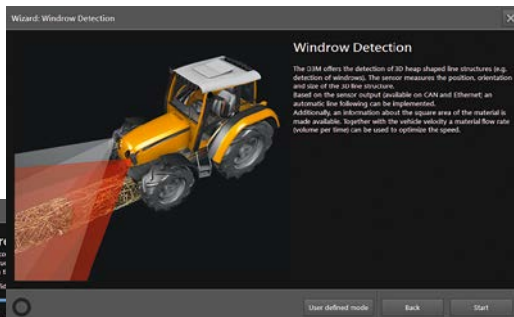 Wizard: Windrow Detection
Windrow Detection
The O3M offers the detection of 3D heap shaped line structures (e.g.
detection of windrows). The sensor measures the position, orientation
and size of the 3D line structure.
Based on the sensor output (available on CAN and Ethernet) an
automatic line following can be implemented.
Additionally, an information about the square area of the material is
made available. Together with the vehicle velocity a material flow rate
(volume per time) can be used to optimize the speed.
User defined mode
Back
Start